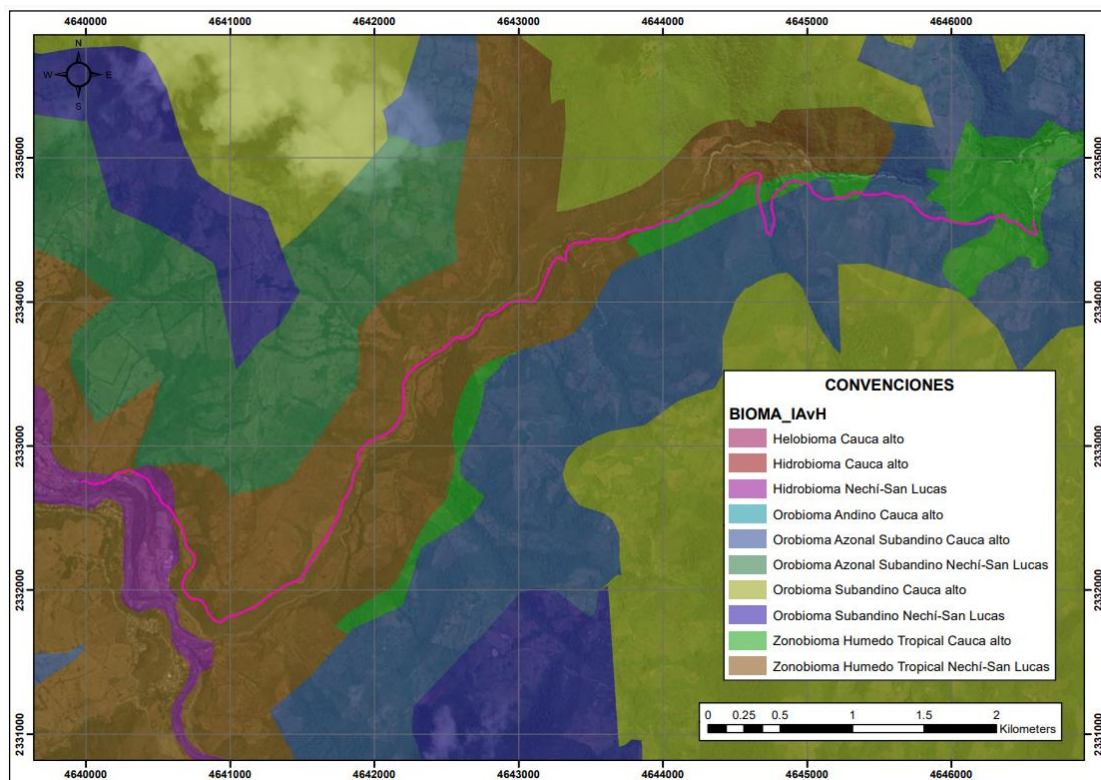 4640000 4641000 4642000 4643000 4644000 4645000 4646000
N
W E
S
2335000 2335000
2334000 2334000
2333000 2333000
2332000 2332000
2331000 2331000
CONVENCIONES
BIOMA_IAvH
Helobioma Cauca alto
Hidrobioma Cauca alto
Hidrobioma Nechí-San Lucas
Orobioma Andino Cauca alto
Orobioma Azonal Subandino Cauca alto
Orobioma Azonal Subandino Nechí-San Lucas
Orobioma Subandino Cauca alto
Orobioma Subandino Nechí-San Lucas
Zonobioma Humedo Tropical Cauca alto
Zonobioma Humedo Tropical Nechí-San Lucas
0 0.25 0.5 1 1.5 2
Kilometers
4640000 4641000 4642000 4643000 4644000 4645000 4646000